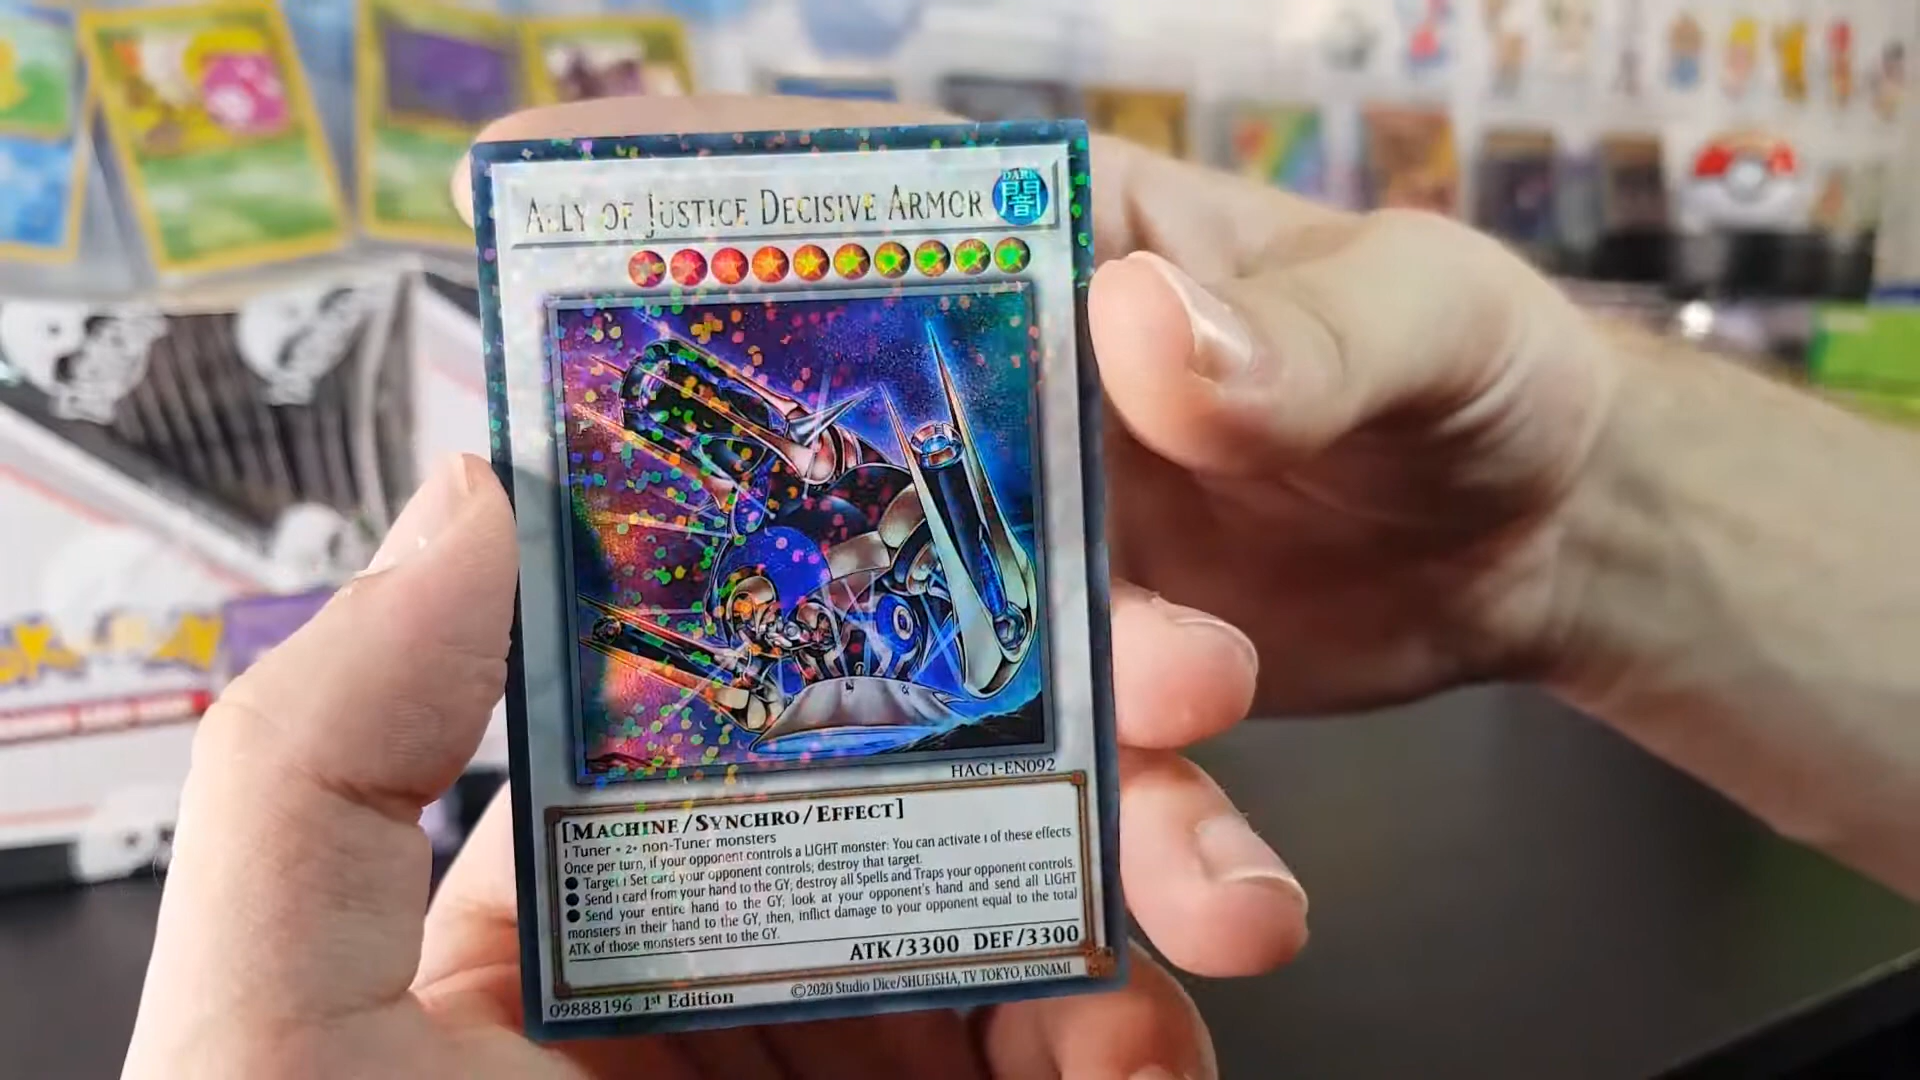 ALLY OF JUSTICE DECISIVE ARMOR
DARK
闇
HAC1-EN092
[MACHINE/SYNCHRO/EFFECT]
1 Tuner + 2+ non-Tuner monsters
Once per turn, if your opponent controls a LIGHT monster: You can activate 1 of these effects.
● Target 1 Set card your opponent controls; destroy that target.
● Send 1 card from your hand to the GY; destroy all Spells and Traps your opponent controls.
● Send your entire hand to the GY; look at your opponent's hand and send all LIGHT
monsters in their hand to the GY, then, inflict damage to your opponent equal to the total
ATK of those monsters sent to the GY.
ATK/3300 DEF/3300
09888196 1st Edition
©2020 Studio Dice/SHUEISHA, TV TOKYO, KONAMI